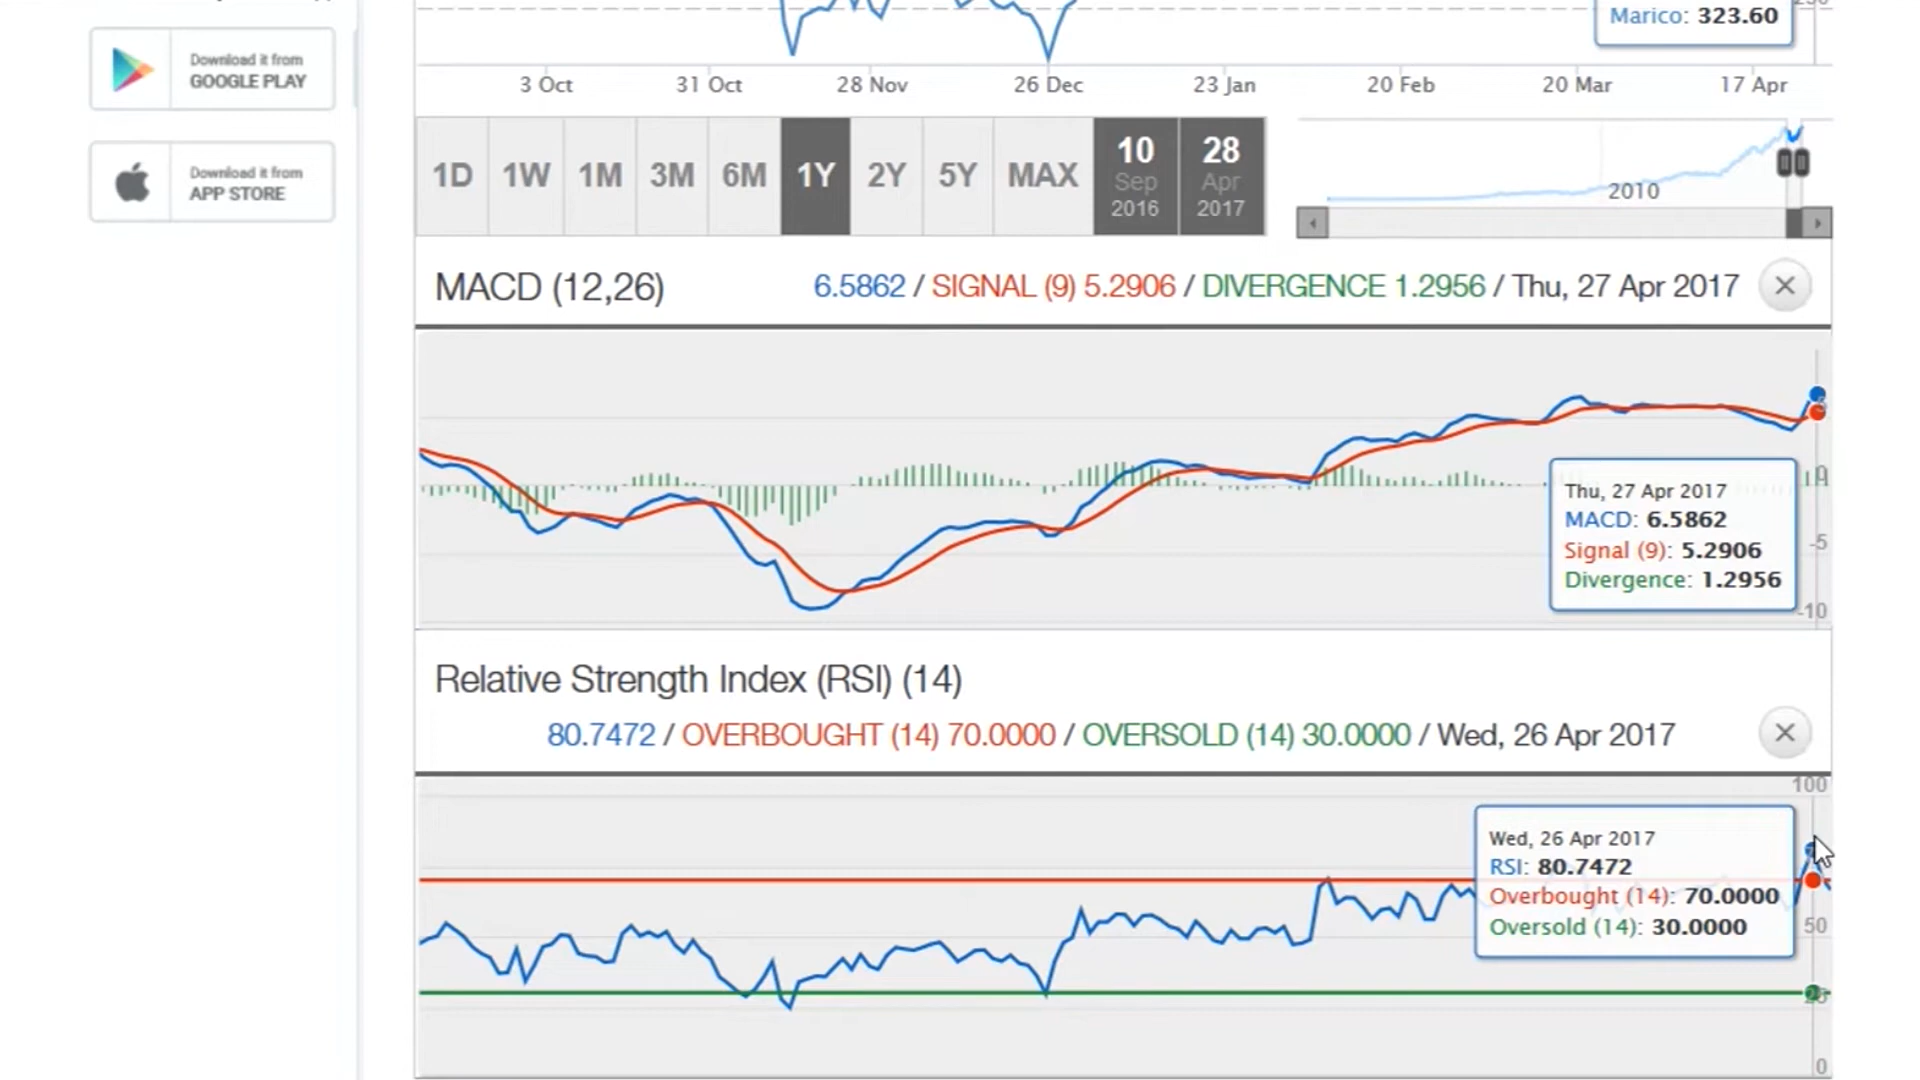 Marico: 323.60
3 Oct 31 Oct 28 Nov 26 Dec 23 Jan 20 Feb 20 Mar 17 Apr
Download it from
GOOGLE PLAY
Download it from
APP STORE
1D 1W 1M 3M 6M 1Y 2Y 5Y MAX
10
Sep
2016
28
Apr
2017
2010
MACD (12,26)
6.5862 / SIGNAL (9) 5.2906 / DIVERGENCE 1.2956 / Thu, 27 Apr 2017
0
-5
-10
Thu, 27 Apr 2017
MACD: 6.5862
Signal (9): 5.2906
Divergence: 1.2956
Relative Strength Index (RSI) (14)
80.7472 / OVERBOUGHT (14) 70.0000 / OVERSOLD (14) 30.0000 / Wed, 26 Apr 2017
100
50
25
0
Wed, 26 Apr 2017
RSI: 80.7472
Overbought (14): 70.0000
Oversold (14): 30.0000